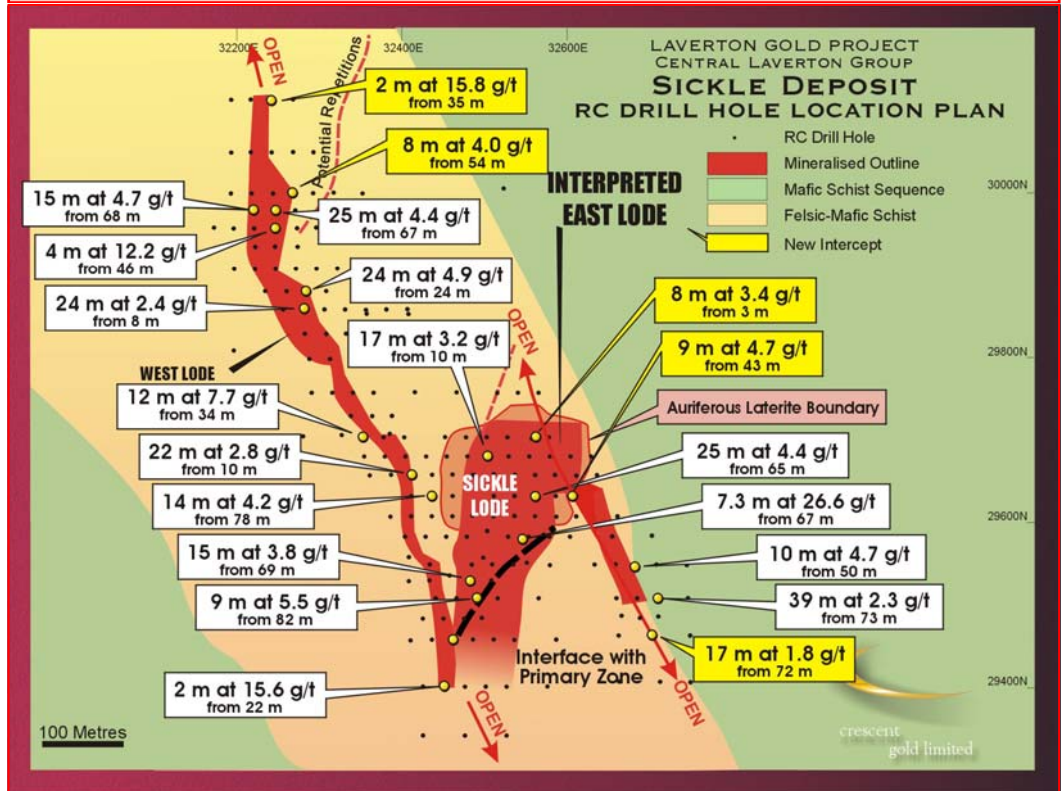 LAVERTON GOLD PROJECT
CENTRAL LAVERTON GROUP
SICKLE DEPOSIT
RC DRILL HOLE LOCATION PLAN
RC Drill Hole
Mineralised Outline
Mafic Schist Sequence
Felsic-Mafic Schist
New Intercept
32200E
32400E
32600E
30000N
29800N
29600N
29400N
OPEN
Potential Repetitions
2 m at 15.8 g/t
from 35 m
8 m at 4.0 g/t
from 54 m
15 m at 4.7 g/t
from 68 m
25 m at 4.4 g/t
from 67 m
4 m at 12.2 g/t
from 46 m
24 m at 4.9 g/t
from 24 m
24 m at 2.4 g/t
from 8 m
17 m at 3.2 g/t
from 10 m
WEST LODE
INTERPRETED
EAST LODE
OPEN
8 m at 3.4 g/t
from 3 m
9 m at 4.7 g/t
from 43 m
Auriferous Laterite Boundary
12 m at 7.7 g/t
from 34 m
22 m at 2.8 g/t
from 10 m
14 m at 4.2 g/t
from 78 m
SICKLE
LODE
25 m at 4.4 g/t
from 65 m
7.3 m at 26.6 g/t
from 67 m
15 m at 3.8 g/t
from 69 m
10 m at 4.7 g/t
from 50 m
9 m at 5.5 g/t
from 82 m
39 m at 2.3 g/t
from 73 m
17 m at 1.8 g/t
from 72 m
Interface with
Primary Zone
2 m at 15.6 g/t
from 22 m
OPEN
OPEN
100 Metres
crescent
gold limited